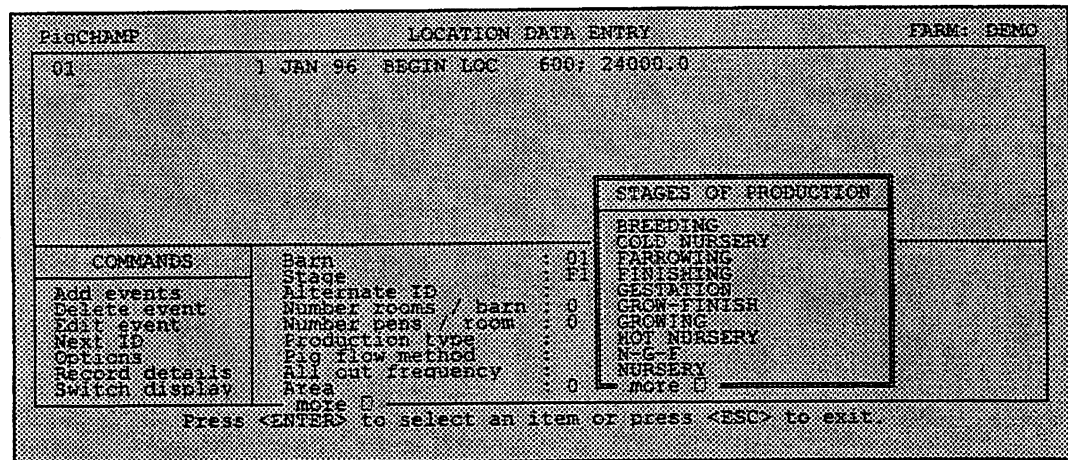 PigCHAMP LOCATION DATA ENTRY FARM: DEMO
01 1 JAN 96 BEGIN LOC 600; 24000.0
STAGES OF PRODUCTION
BREEDING
COLD NURSERY
FARROWING
FINISHING
GESTATION
GROW-FINISH
GROWING
HOT NURSERY
N-G-F
NURSERY
more
COMMANDS
Add events
Delete event
Edit event
Next ID
Options
Record details
Switch display
Barn : 01
Stage : F1
Alternate ID :
Number rooms / barn : 0
Number pens / room : 0
Production type :
Pig flow method :
All out frequency :
Area : 0
more
Press <ENTER> to select an item or press <ESC> to exit.